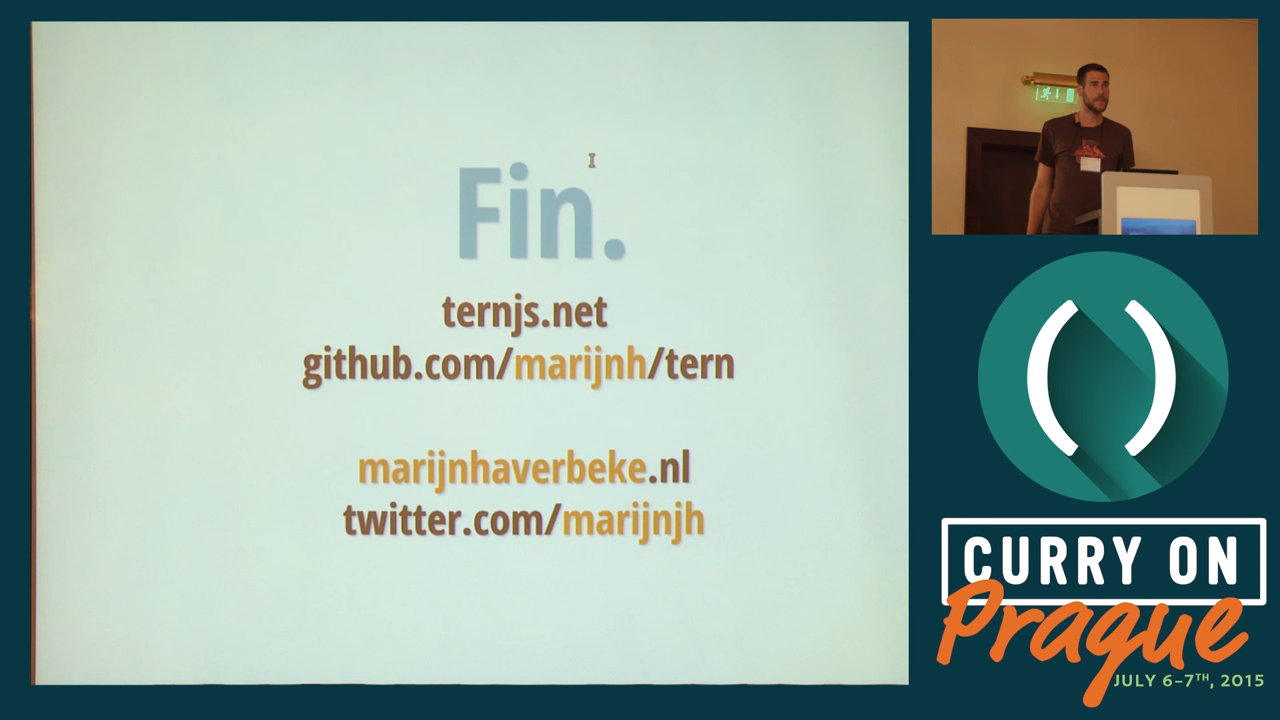 Fin.
ternjs.net
github.com/marijnh/tern
marijnhaverbeke.nl
twitter.com/marijnjh
CURRY ON
Prague
JULY 6-7TH, 2015